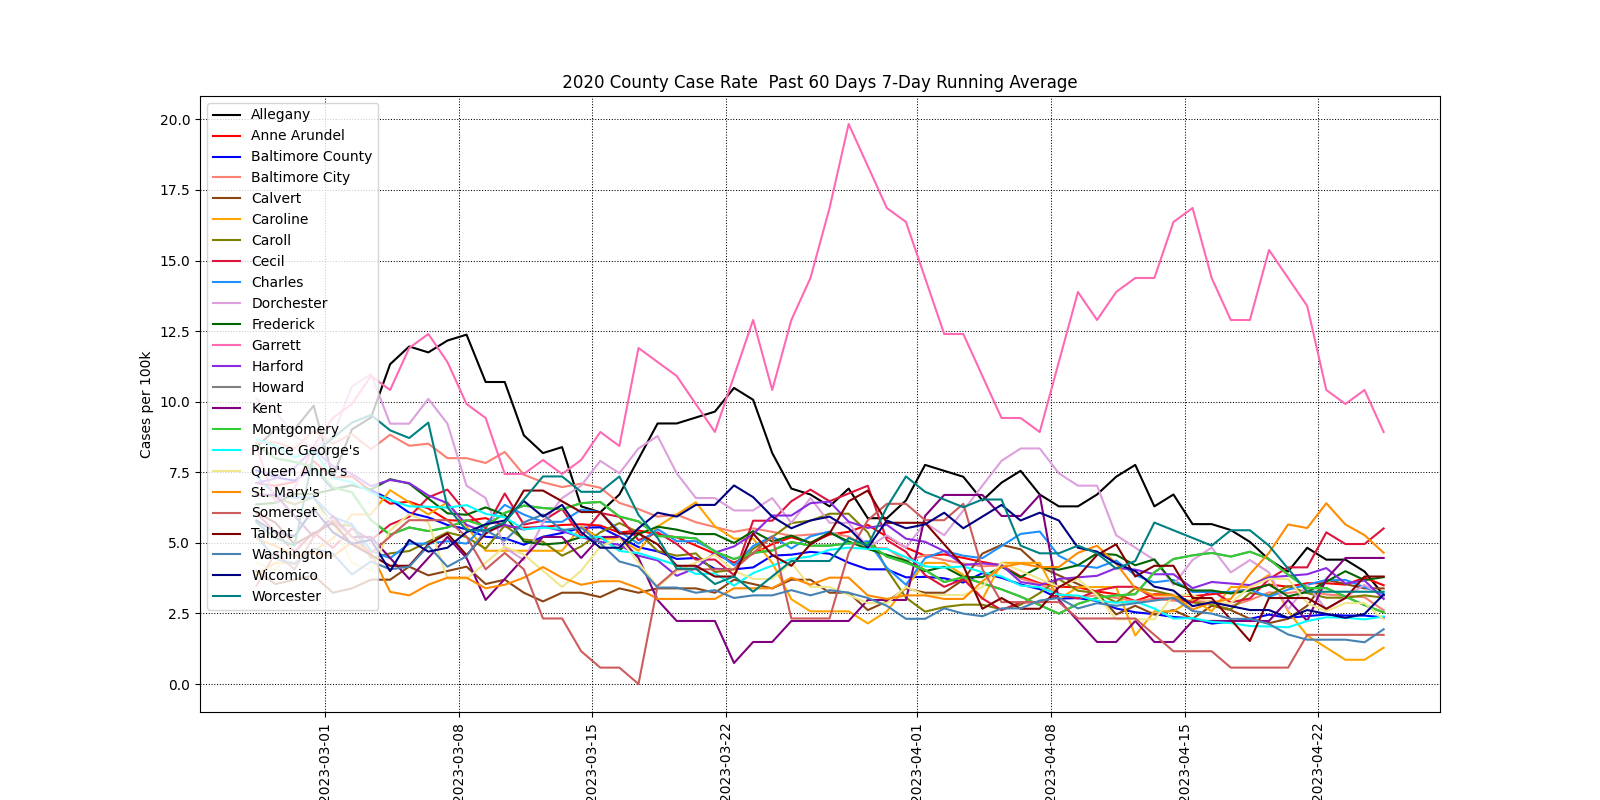 2020 County Case Rate  Past 60 Days 7-Day Running Average
Cases per 100k
20.0
17.5
15.0
12.5
10.0
7.5
5.0
2.5
0.0
Allegany
Anne Arundel
Baltimore County
Baltimore City
Calvert
Caroline
Caroll
Cecil
Charles
Dorchester
Frederick
Garrett
Harford
Howard
Kent
Montgomery
Prince George's
Queen Anne's
St. Mary's
Somerset
Talbot
Washington
Wicomico
Worcester
2023-03-01
2023-03-08
2023-03-15
2023-03-22
2023-04-01
2023-04-08
2023-04-15
2023-04-22